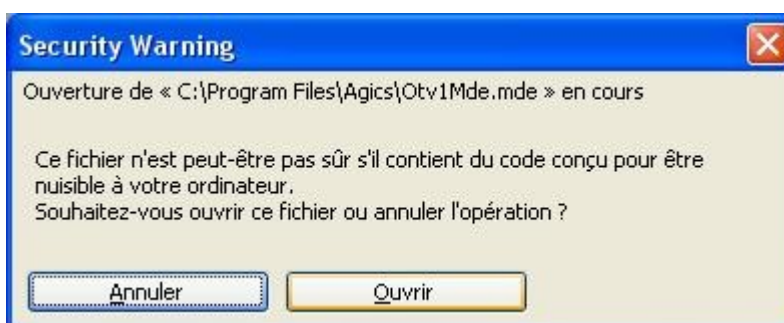 Security Warning
Ouverture de « C:\Program Files\Agics\Otv1Mde.mde » en cours
Ce fichier n'est peut-être pas sûr s'il contient du code conçu pour être
nuisible à votre ordinateur.
Souhaitez-vous ouvrir ce fichier ou annuler l'opération ?
Annuler
Ouvrir